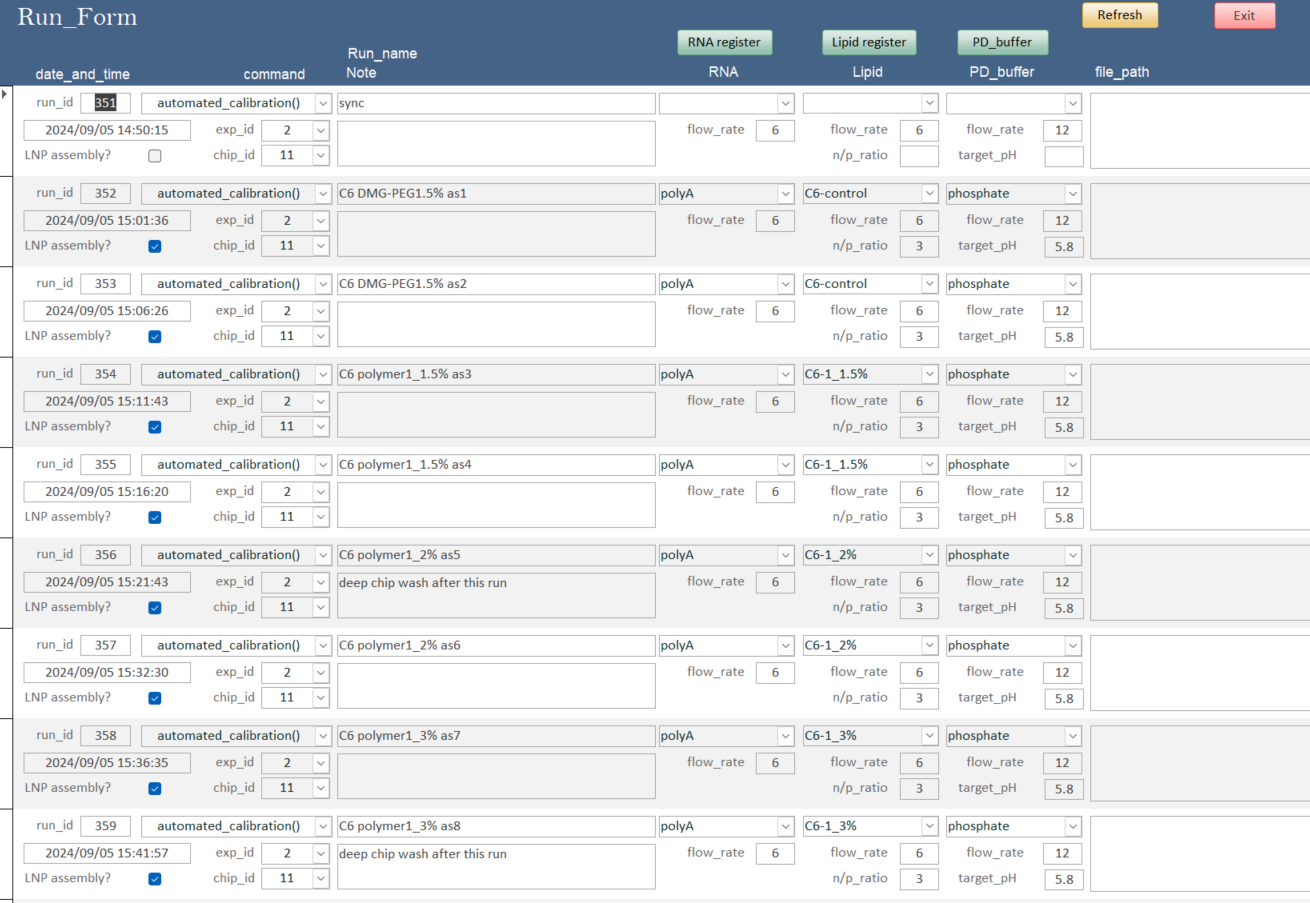 Run_Form
Refresh
Exit
RNA register
Lipid register
PD_buffer
Run_name
date_and_time command Note RNA Lipid PD_buffer file_path
run_id 351 automated_calibration() sync
2024/09/05 14:50:15 exp_id 2 flow_rate 6 flow_rate 6 flow_rate 12
LNP assembly? chip_id 11 n/p_ratio target_pH
run_id 352 automated_calibration() C6 DMG-PEG1.5% as1 polyA C6-control phosphate
2024/09/05 15:01:36 exp_id 2 flow_rate 6 flow_rate 6 flow_rate 12
LNP assembly? chip_id 11 n/p_ratio 3 target_pH 5.8
run_id 353 automated_calibration() C6 DMG-PEG1.5% as2 polyA C6-control phosphate
2024/09/05 15:06:26 exp_id 2 flow_rate 6 flow_rate 6 flow_rate 12
LNP assembly? chip_id 11 n/p_ratio 3 target_pH 5.8
run_id 354 automated_calibration() C6 polymer1_1.5% as3 polyA C6-1_1.5% phosphate
2024/09/05 15:11:43 exp_id 2 flow_rate 6 flow_rate 6 flow_rate 12
LNP assembly? chip_id 11 n/p_ratio 3 target_pH 5.8
run_id 355 automated_calibration() C6 polymer1_1.5% as4 polyA C6-1_1.5% phosphate
2024/09/05 15:16:20 exp_id 2 flow_rate 6 flow_rate 6 flow_rate 12
LNP assembly? chip_id 11 n/p_ratio 3 target_pH 5.8
run_id 356 automated_calibration() C6 polymer1_2% as5 polyA C6-1_2% phosphate
2024/09/05 15:21:43 exp_id 2 deep chip wash after this run flow_rate 6 flow_rate 6 flow_rate 12
LNP assembly? chip_id 11 n/p_ratio 3 target_pH 5.8
run_id 357 automated_calibration() C6 polymer1_2% as6 polyA C6-1_2% phosphate
2024/09/05 15:32:30 exp_id 2 flow_rate 6 flow_rate 6 flow_rate 12
LNP assembly? chip_id 11 n/p_ratio 3 target_pH 5.8
run_id 358 automated_calibration() C6 polymer1_3% as7 polyA C6-1_3% phosphate
2024/09/05 15:36:35 exp_id 2 flow_rate 6 flow_rate 6 flow_rate 12
LNP assembly? chip_id 11 n/p_ratio 3 target_pH 5.8
run_id 359 automated_calibration() C6 polymer1_3% as8 polyA C6-1_3% phosphate
2024/09/05 15:41:57 exp_id 2 deep chip wash after this run flow_rate 6 flow_rate 6 flow_rate 12
LNP assembly? chip_id 11 n/p_ratio 3 target_pH 5.8